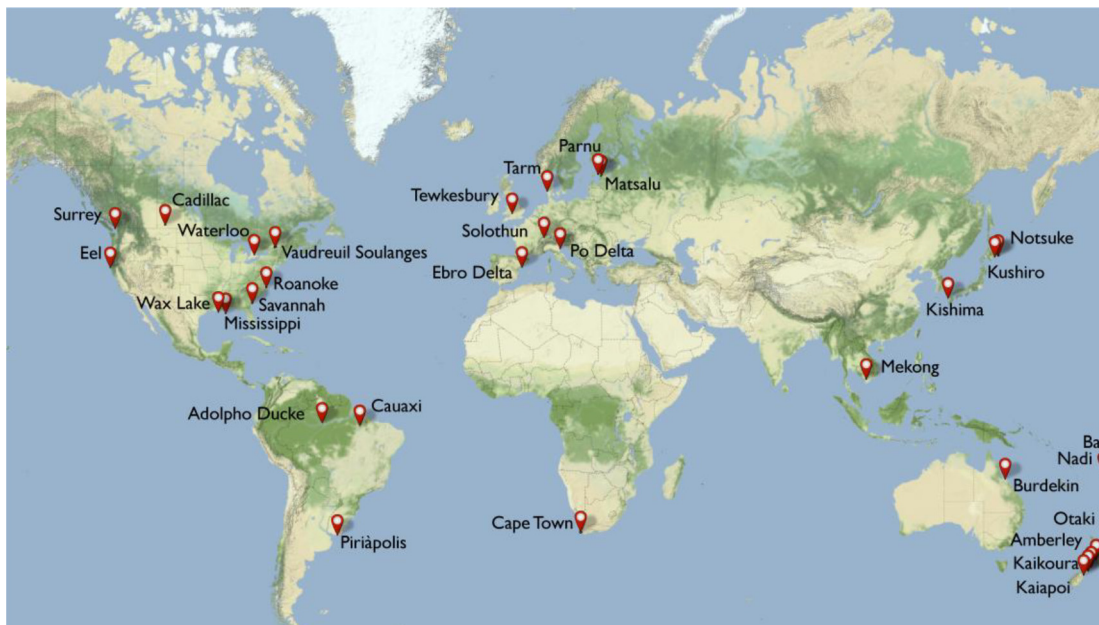 Parnu
Tarm
Matsalu
Tewkesbury
Cadillac
Surrey
Waterloo
Solothun
Notsuke
Eel
Vaudreuil Soulanges
Po Delta
Ebro Delta
Kushiro
Roanoke
Wax Lake
Savannah
Kishima
Mississippi
Mekong
Adolpho Ducke
Cauaxi
Ba
Nadi
Burdekin
Cape Town
Otaki
Piriàpolis
Amberley
Kaikoura
Kaiapoi